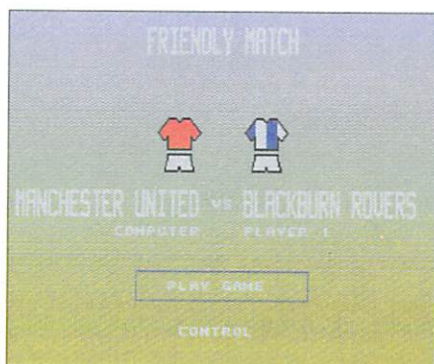 FRIENDLY MATCH
MANCHESTER UNITED vs BLACKBURN ROVERS
COMPUTER PLAYER 1
PLAY GAME
CONTROL